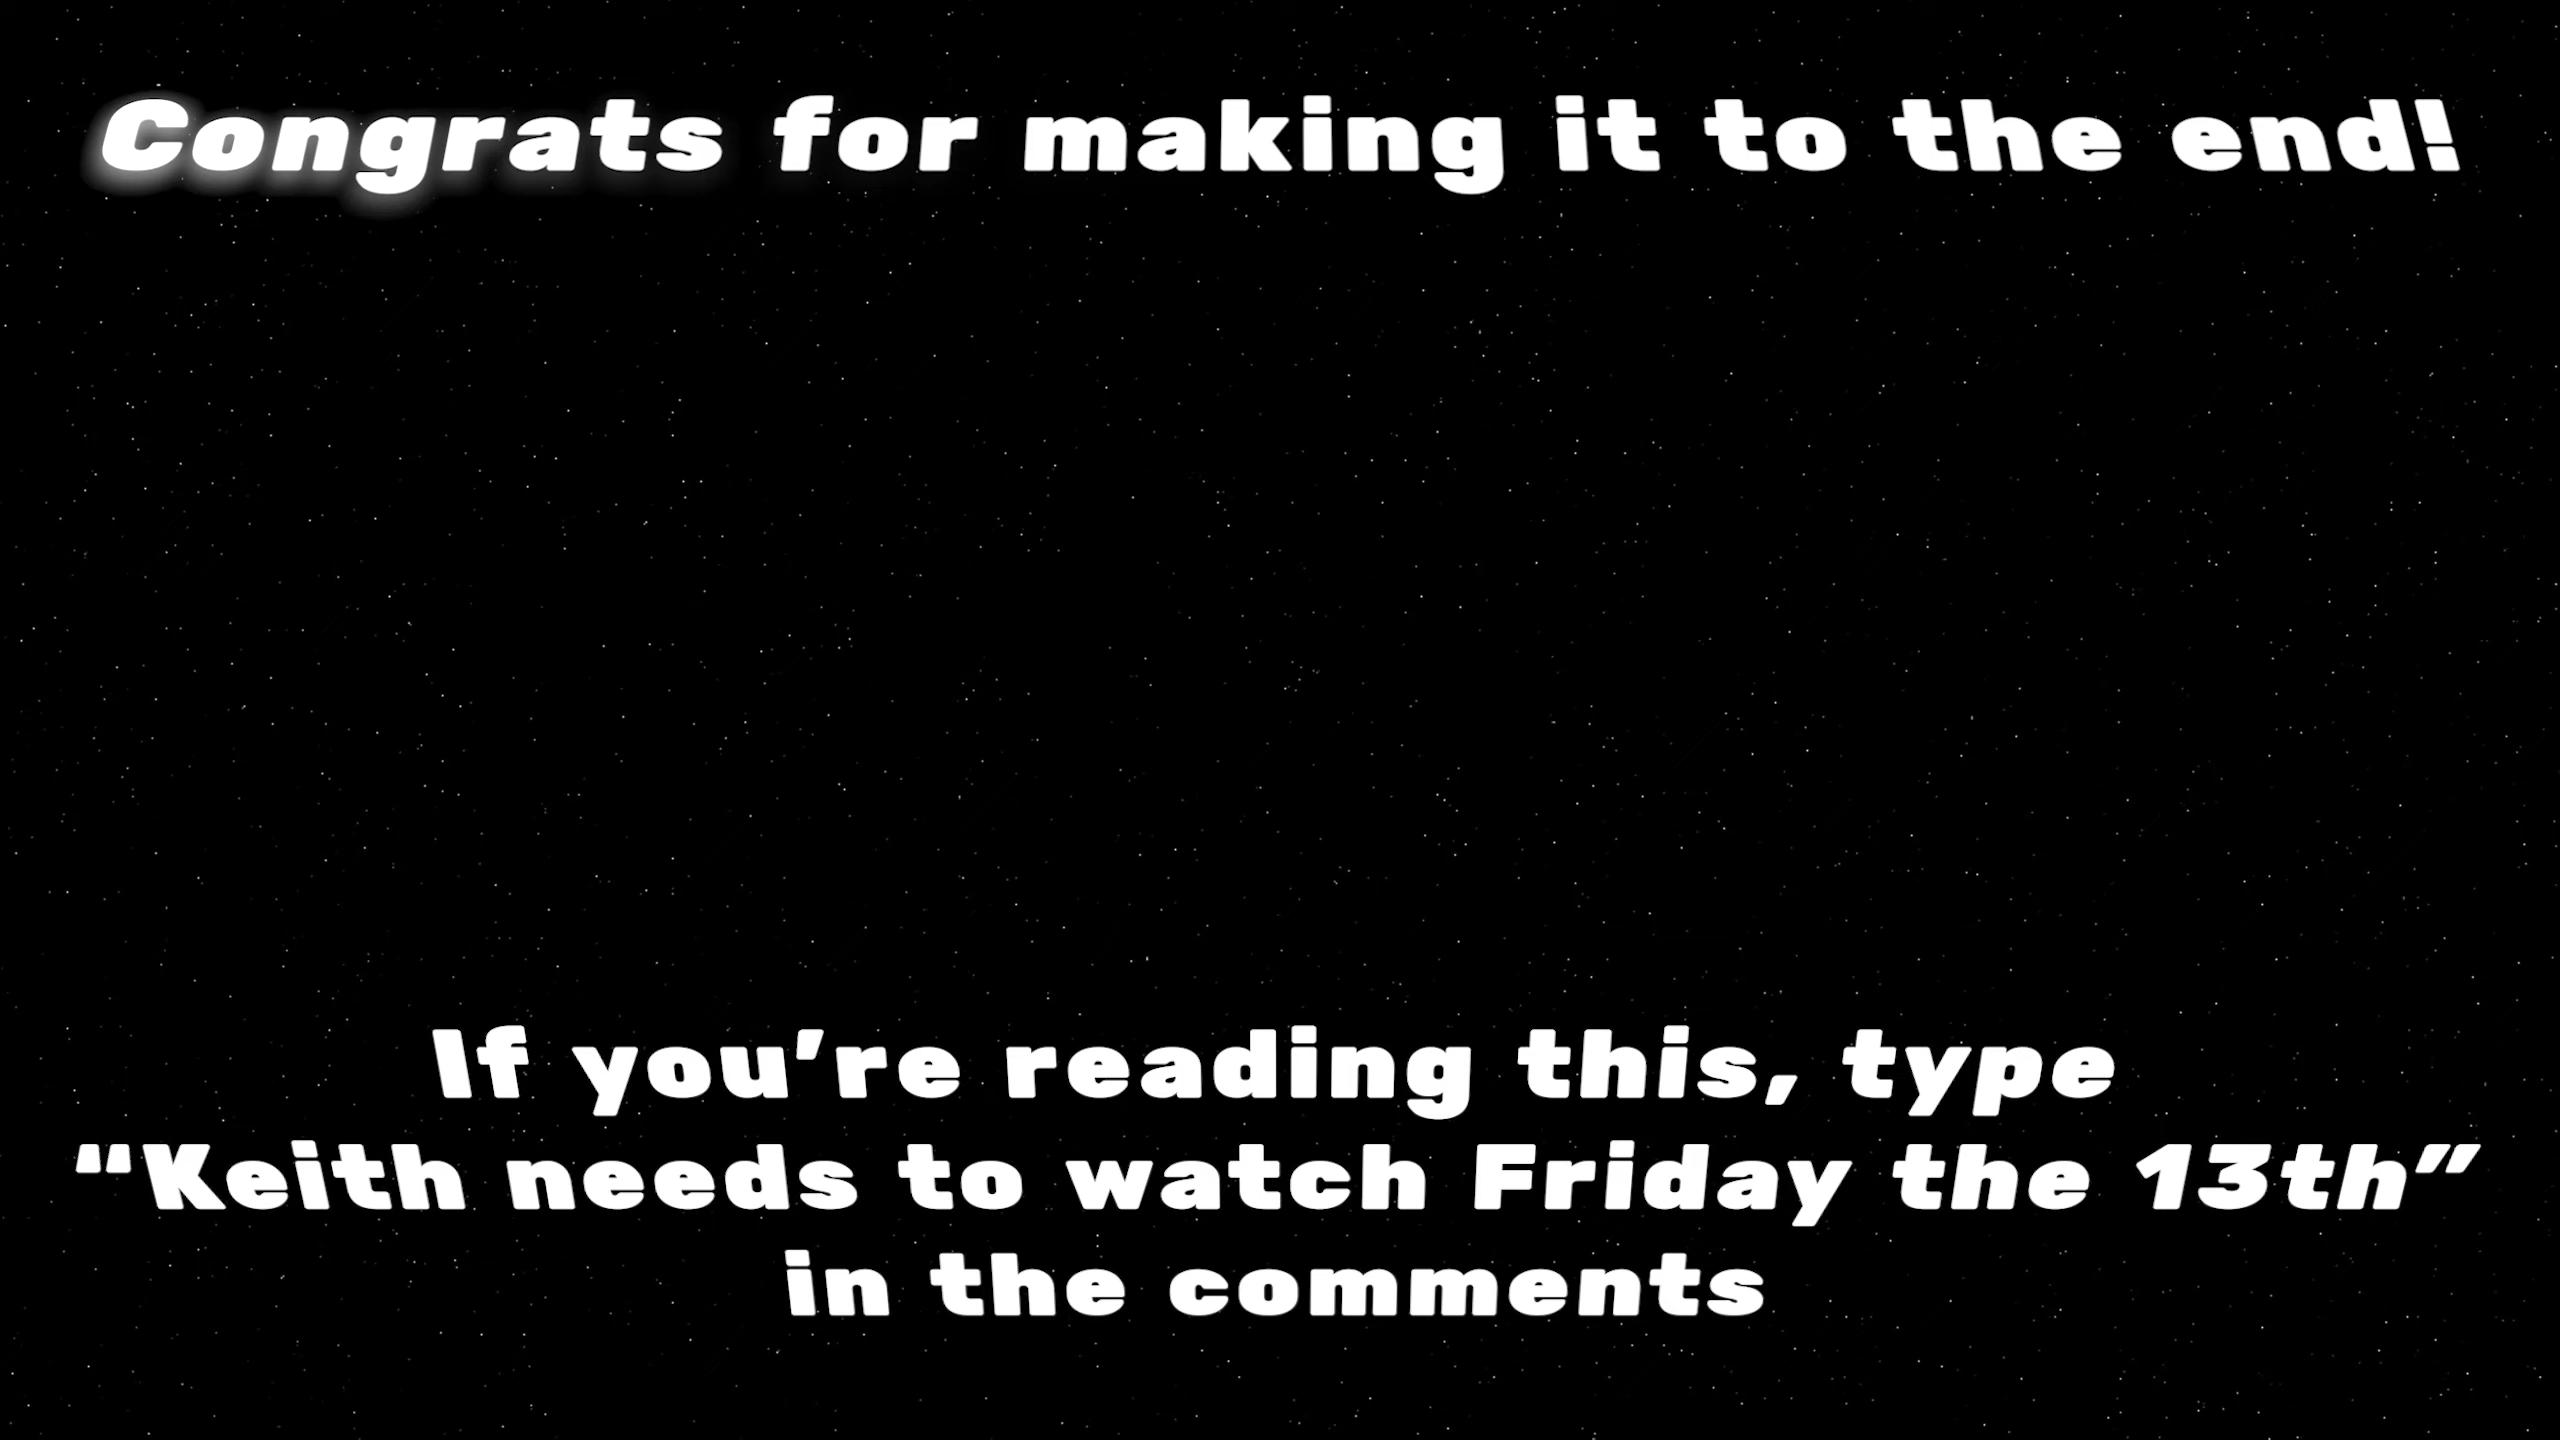 Congrats for making it to the end!
If you’re reading this, type
“Keith needs to watch Friday the 13th”
in the comments